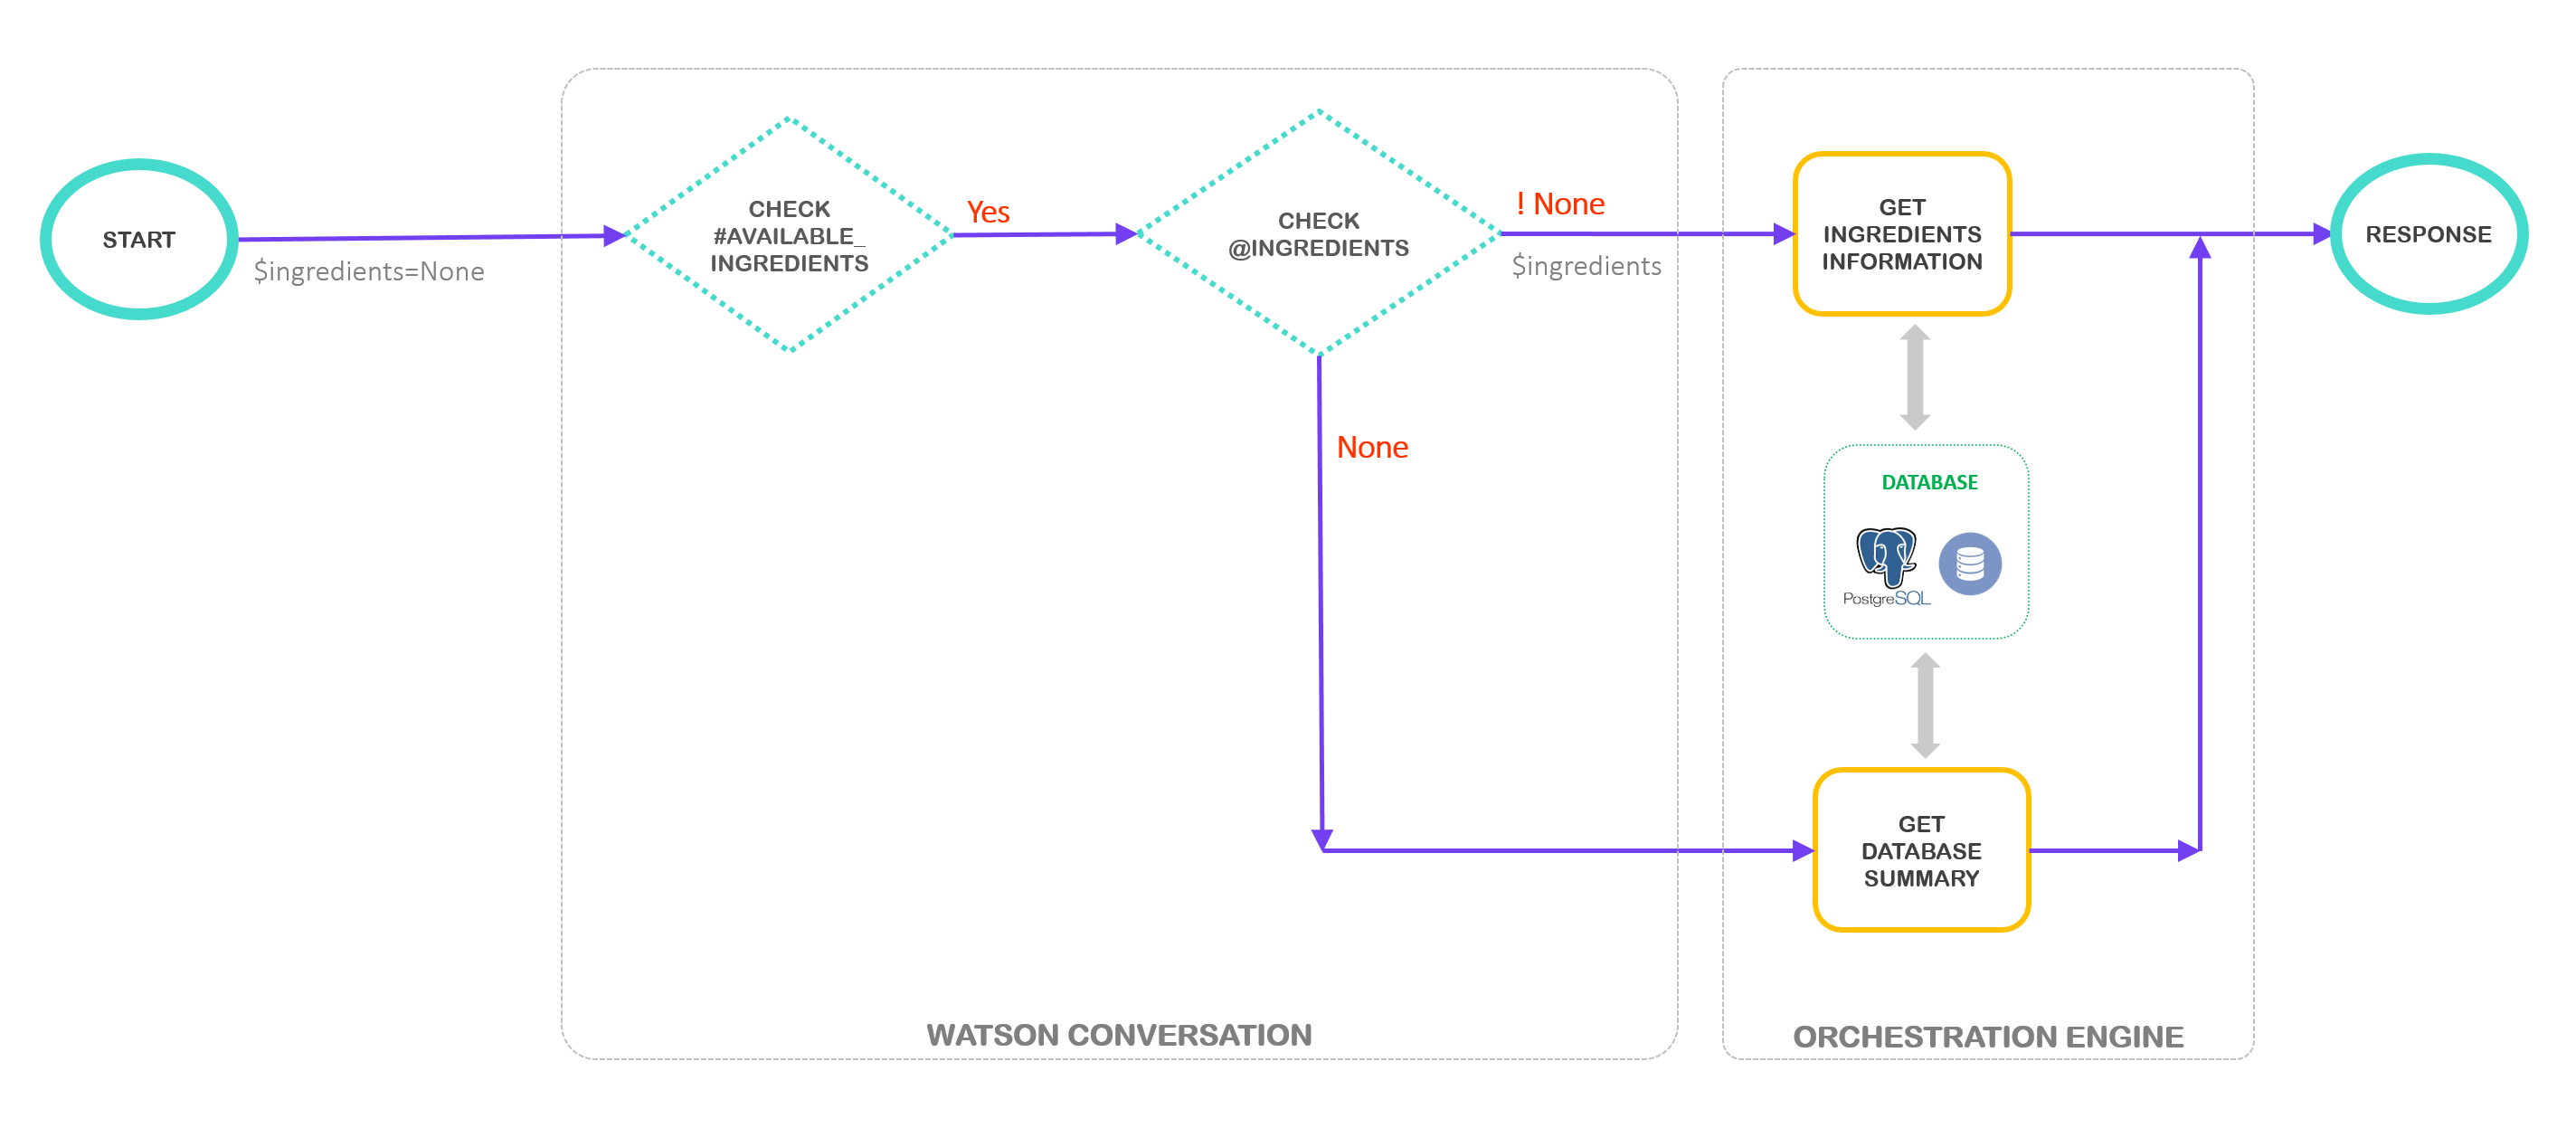 START
$ingredients=None
CHECK
#AVAILABLE_
INGREDIENTS
Yes
CHECK
@INGREDIENTS
! None
$ingredients
None
GET
INGREDIENTS
INFORMATION
RESPONSE
DATABASE
PostgreSQL
GET
DATABASE
SUMMARY
WATSON CONVERSATION
ORCHESTRATION ENGINE